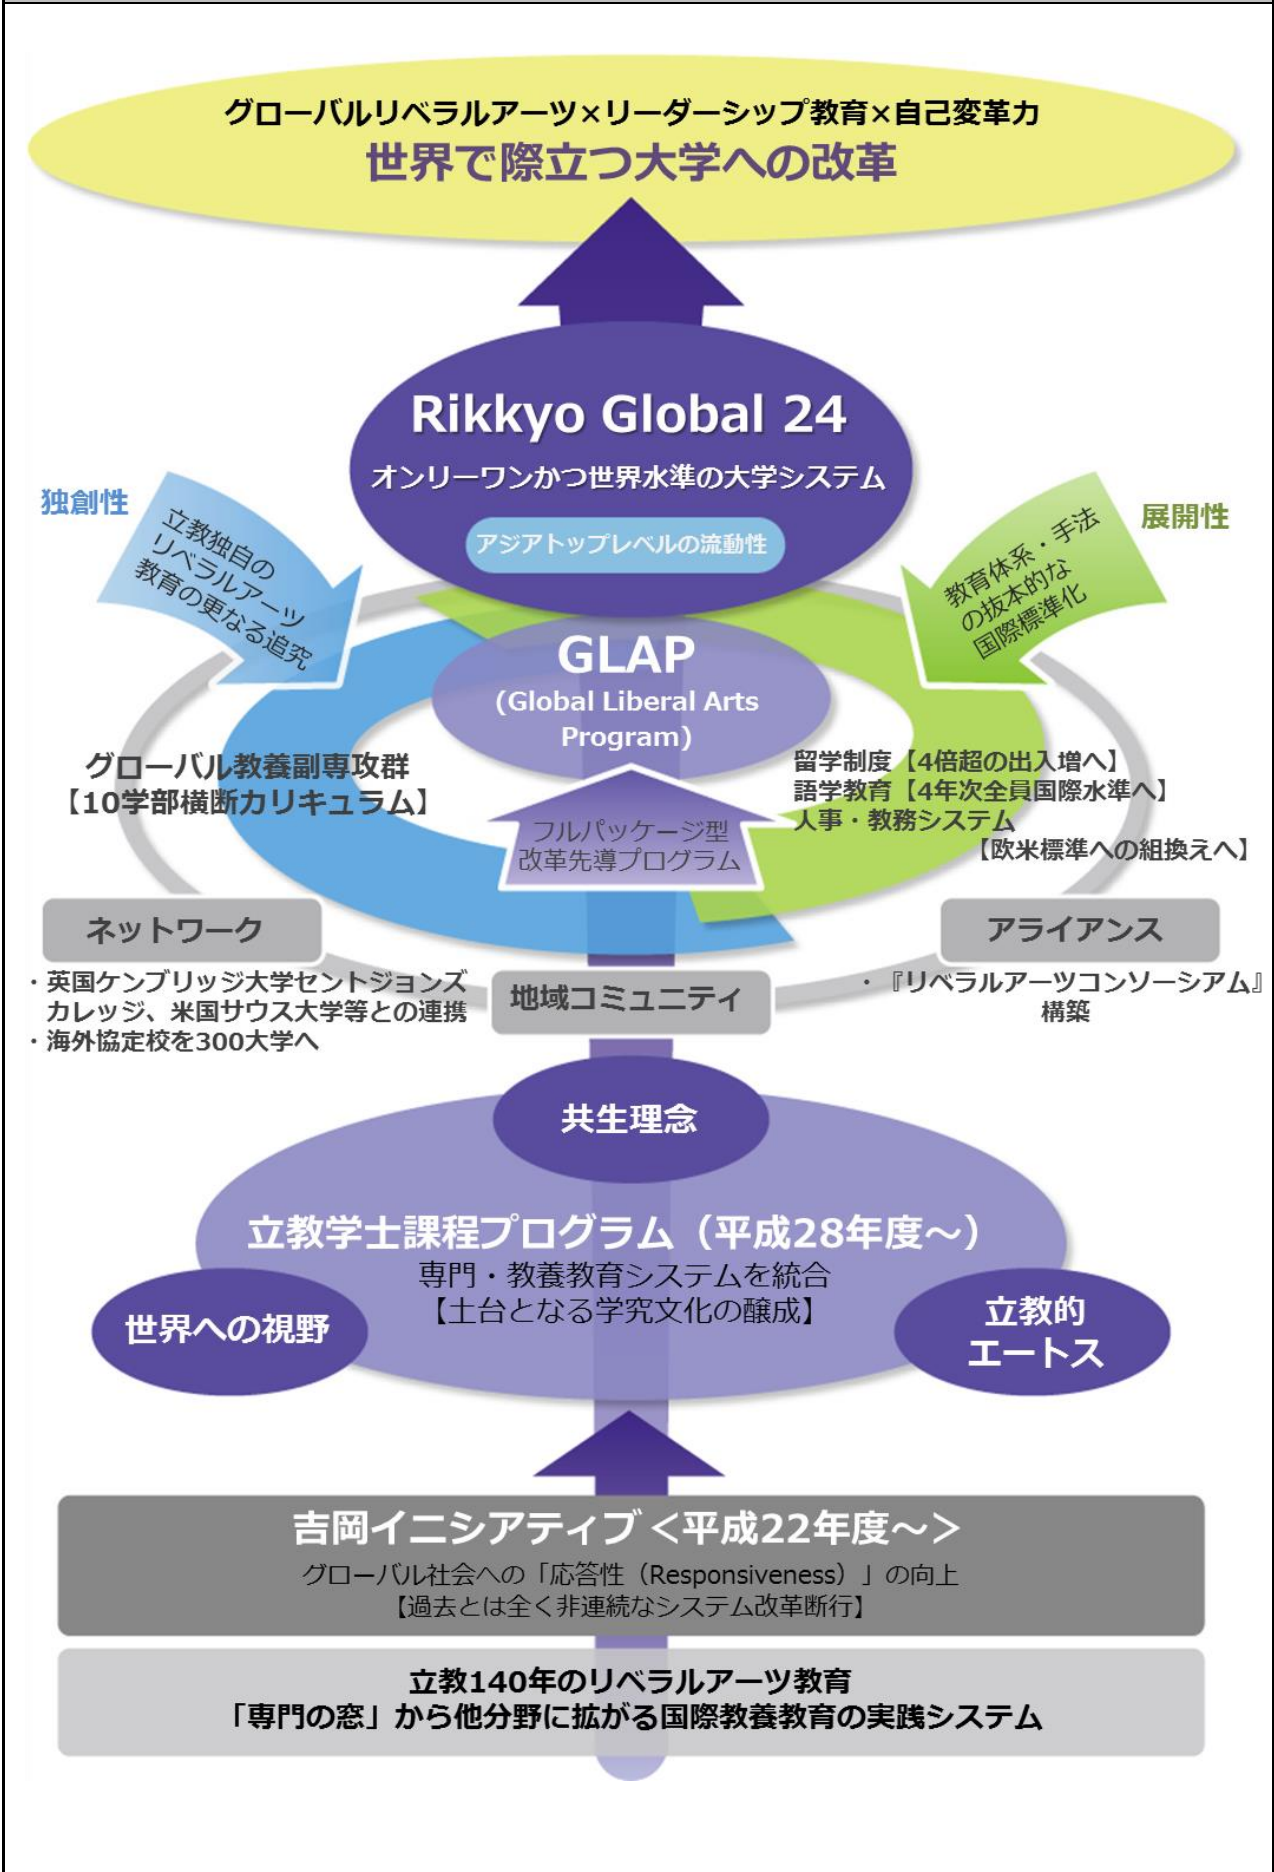 グローバルリベラルアーツ×リーダーシップ教育×自己変革力
世界で際立つ大学への改革
Rikkyo Global 24
オンリーワンかつ世界水準の大学システム
アジアトップレベルの流動性
独創性
立教独自の
リベラルアーツ
教育の更なる追究
展開性
教育体系・手法
の抜本的な
国際標準化
GLAP
(Global Liberal Arts
Program)
グローバル教養副専攻群
【10学部横断カリキュラム】
留学制度【4倍超の出入増へ】
語学教育【4年次全員国際水準へ】
人事・教務システム
【欧米標準への組換えへ】
フルパッケージ型
改革先導プログラム
ネットワーク
・英国ケンブリッジ大学セントジョンズ
カレッジ、米国サウス大学等との連携
・海外協定校を300大学へ
地域コミュニティ
アライアンス
・『リベラルアーツコンソーシアム』
構築
共生理念
立教学士課程プログラム（平成28年度～）
専門・教養教育システムを統合
【土台となる学究文化の醸成】
世界への視野
立教的
エートス
吉岡イニシアティブ＜平成22年度～＞
グローバル社会への「応答性（Responsiveness）」の向上
【過去とは全く非連続なシステム改革断行】
立教140年のリベラルアーツ教育
「専門の窓」から他分野に拡がる国際教養教育の実践システム